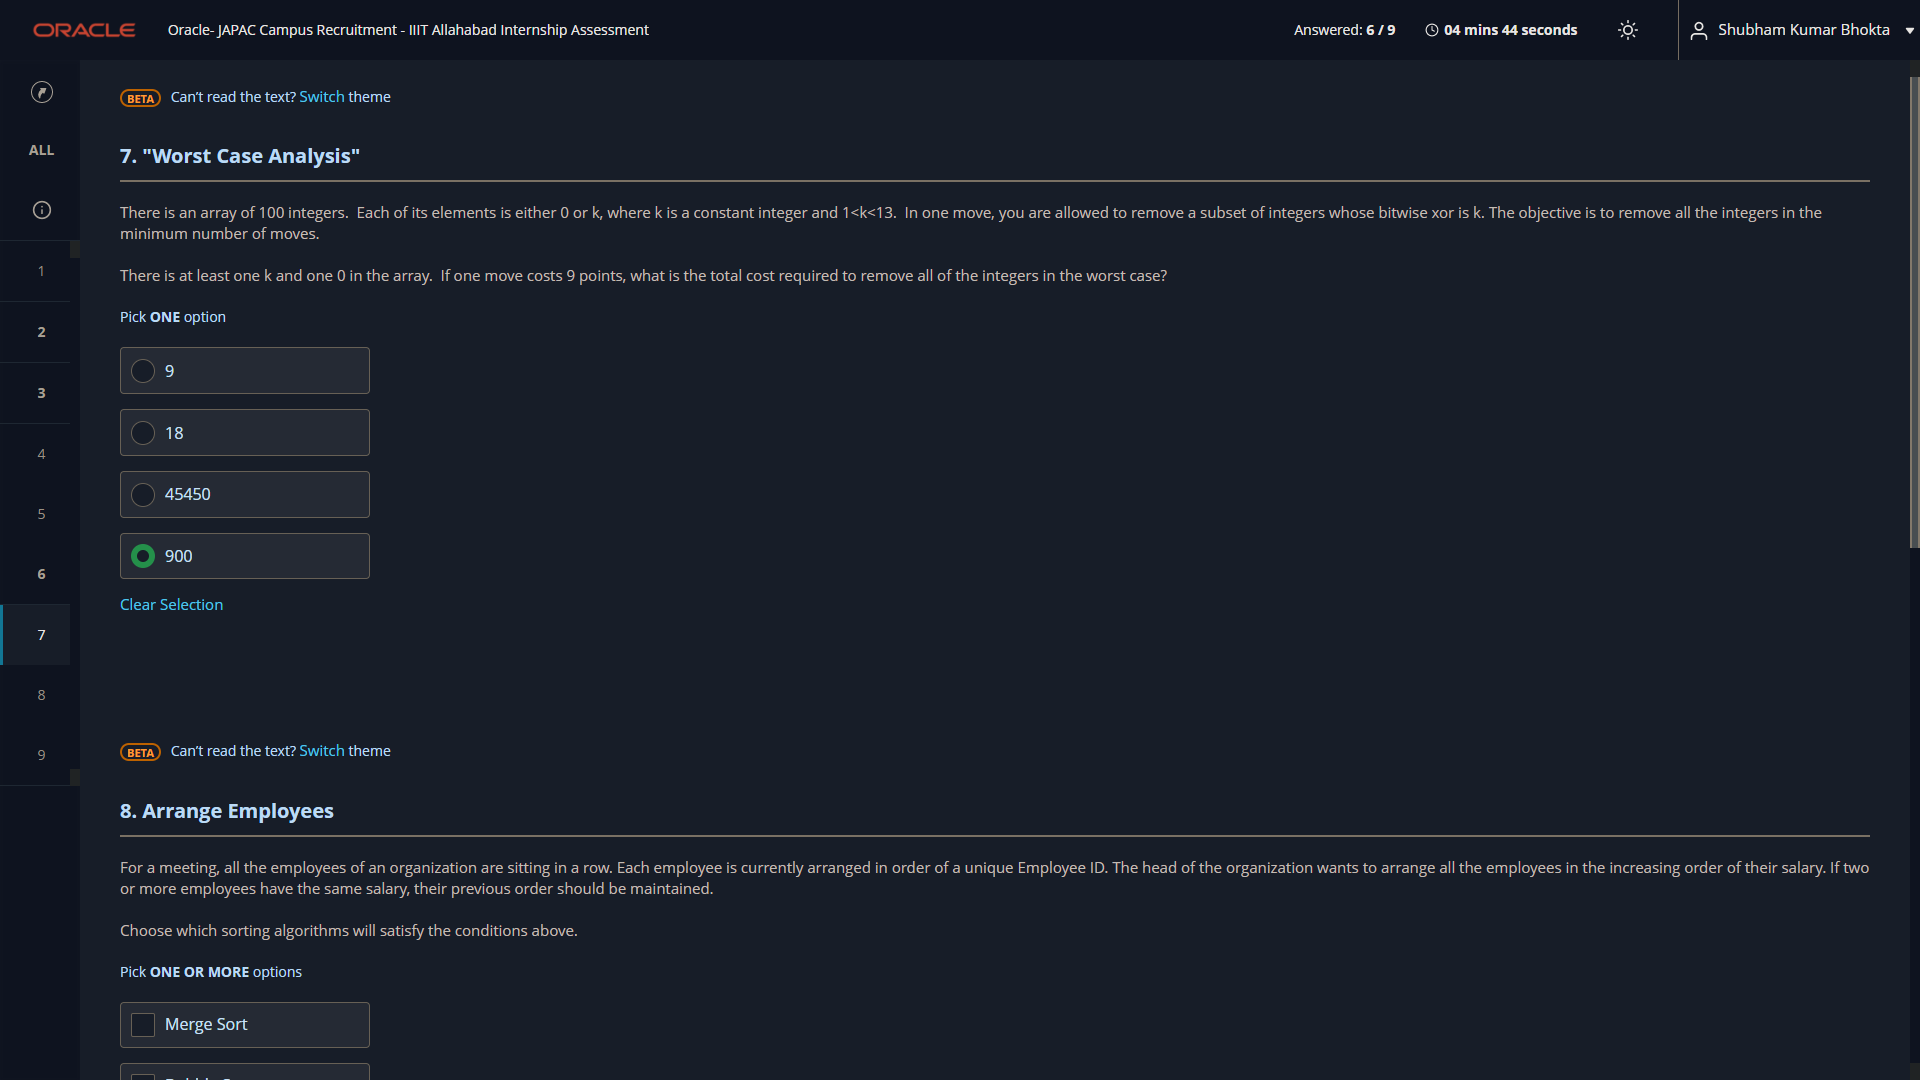 ORACLE
Oracle- JAPAC Campus Recruitment - IIIT Allahabad Internship Assessment
Answered: 6 / 9
04 mins 44 seconds
Shubham Kumar Bhokta
ALL
1
2
3
4
5
6
7
8
9
BETA Can't read the text? Switch theme
7. "Worst Case Analysis"
There is an array of 100 integers.  Each of its elements is either 0 or k, where k is a constant integer and 1<k<13.  In one move, you are allowed to remove a subset of integers whose bitwise xor is k. The objective is to remove all the integers in the
minimum number of moves.
There is at least one k and one 0 in the array.  If one move costs 9 points, what is the total cost required to remove all of the integers in the worst case?
Pick ONE option
9
18
45450
900
Clear Selection
BETA Can't read the text? Switch theme
8. Arrange Employees
For a meeting, all the employees of an organization are sitting in a row. Each employee is currently arranged in order of a unique Employee ID. The head of the organization wants to arrange all the employees in the increasing order of their salary. If two
or more employees have the same salary, their previous order should be maintained.
Choose which sorting algorithms will satisfy the conditions above.
Pick ONE OR MORE options
Merge Sort